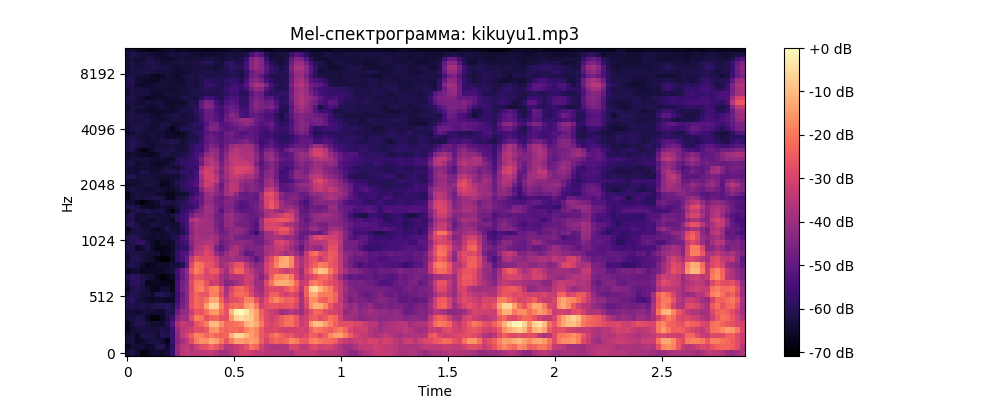 Mel-спектрограмма: kikuyu1.mp3
8192
4096
2048
1024
512
0
Hz
0
0.5
1
1.5
2
2.5
Time
+0 dB
-10 dB
-20 dB
-30 dB
-40 dB
-50 dB
-60 dB
-70 dB